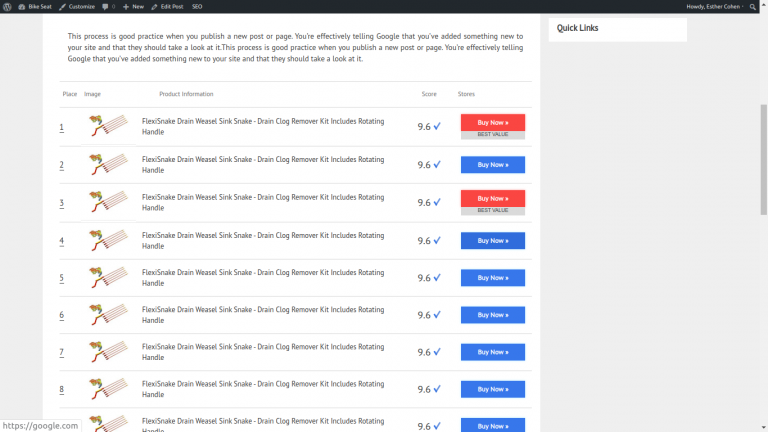 Bike Seat Customize 0 New Edit Post SEO Howdy, Esther Cohen
Quick Links
This process is good practice when you publish a new post or page. You're effectively telling Google that you've added something new to
your site and that they should take a look at it.This process is good practice when you publish a new post or page. You're effectively telling
Google that you've added something new to your site and that they should take a look at it.
Place Image Product Information Score Stores
1 FlexiSnake Drain Weasel Sink Snake - Drain Clog Remover Kit Includes Rotating
Handle
9.6 Buy Now »
BEST VALUE
2 FlexiSnake Drain Weasel Sink Snake - Drain Clog Remover Kit Includes Rotating
Handle
9.6 Buy Now »
3 FlexiSnake Drain Weasel Sink Snake - Drain Clog Remover Kit Includes Rotating
Handle
9.6 Buy Now »
BEST VALUE
4 FlexiSnake Drain Weasel Sink Snake - Drain Clog Remover Kit Includes Rotating
Handle
9.6 Buy Now »
5 FlexiSnake Drain Weasel Sink Snake - Drain Clog Remover Kit Includes Rotating
Handle
9.6 Buy Now »
6 FlexiSnake Drain Weasel Sink Snake - Drain Clog Remover Kit Includes Rotating
Handle
9.6 Buy Now »
7 FlexiSnake Drain Weasel Sink Snake - Drain Clog Remover Kit Includes Rotating
Handle
9.6 Buy Now »
8 FlexiSnake Drain Weasel Sink Snake - Drain Clog Remover Kit Includes Rotating
Handle
9.6 Buy Now »
FlexiSnake Drain Weasel Sink Snake - Drain Clog Remover Kit Includes Rotating
Handle
9.6 Buy Now »
https://google.com